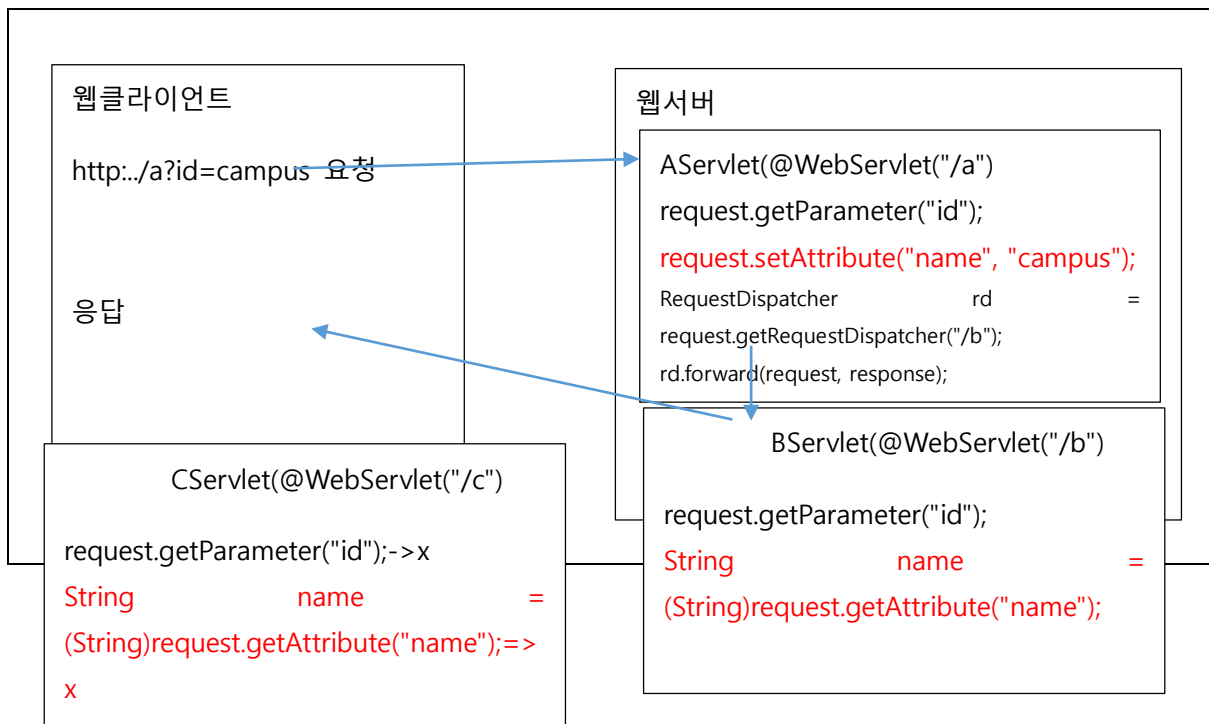 웹클라이언트
http:../a?id=campus 요청
응답
웹서버
AServlet(@WebServlet("/a")
request.getParameter("id");
request.setAttribute("name", "campus");
RequestDispatcher rd =
request.getRequestDispatcher("/b");
rd.forward(request, response);
BServlet(@WebServlet("/b")
request.getParameter("id");
String name =
(String)request.getAttribute("name");
CServlet(@WebServlet("/c")
request.getParameter("id");->x
String name =
(String)request.getAttribute("name");=>
x